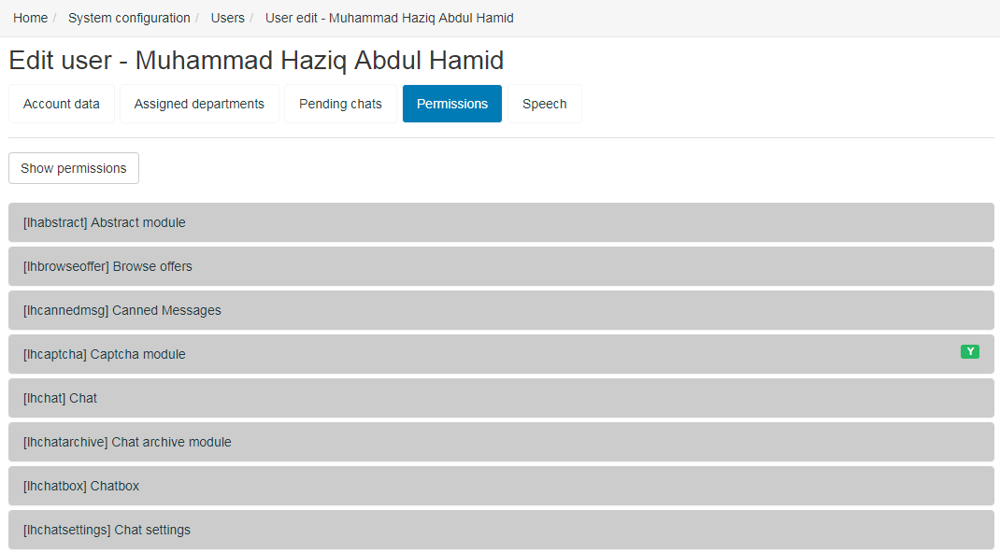 Home / System configuration / Users / User edit - Muhammad Haziq Abdul Hamid
Edit user - Muhammad Haziq Abdul Hamid
Account data Assigned departments Pending chats Permissions Speech
Show permissions
[lhabstract] Abstract module
[lhbrowseoffer] Browse offers
[lhcannedmsg] Canned Messages
[lhcaptcha] Captcha module Y
[lhchat] Chat
[lhchatarchive] Chat archive module
[lhchatbox] Chatbox
[lhchatsettings] Chat settings